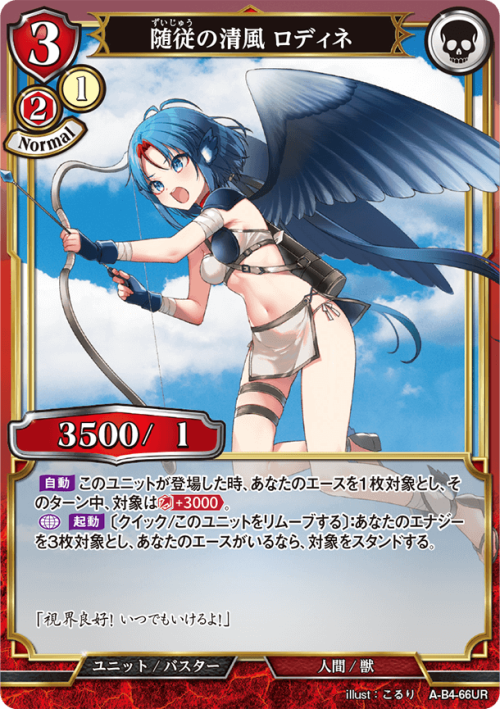 3
ずいじゅう
随従の清風 ロディネ
2
1
Normal
3500/ 1
自動 このユニットが登場した時、あなたのエースを1枚対象とし、そ
のターン中、対象は+3000。
起動 〔クイック/このユニットをリムーブする〕:あなたのエナジー
を3枚対象とし、あなたのエースがいるなら、対象をスタンドする。
「視界良好! いつでもいけるよ!」
ユニット / バスター
人間 / 獣
illust : こるり A-B4-66UR